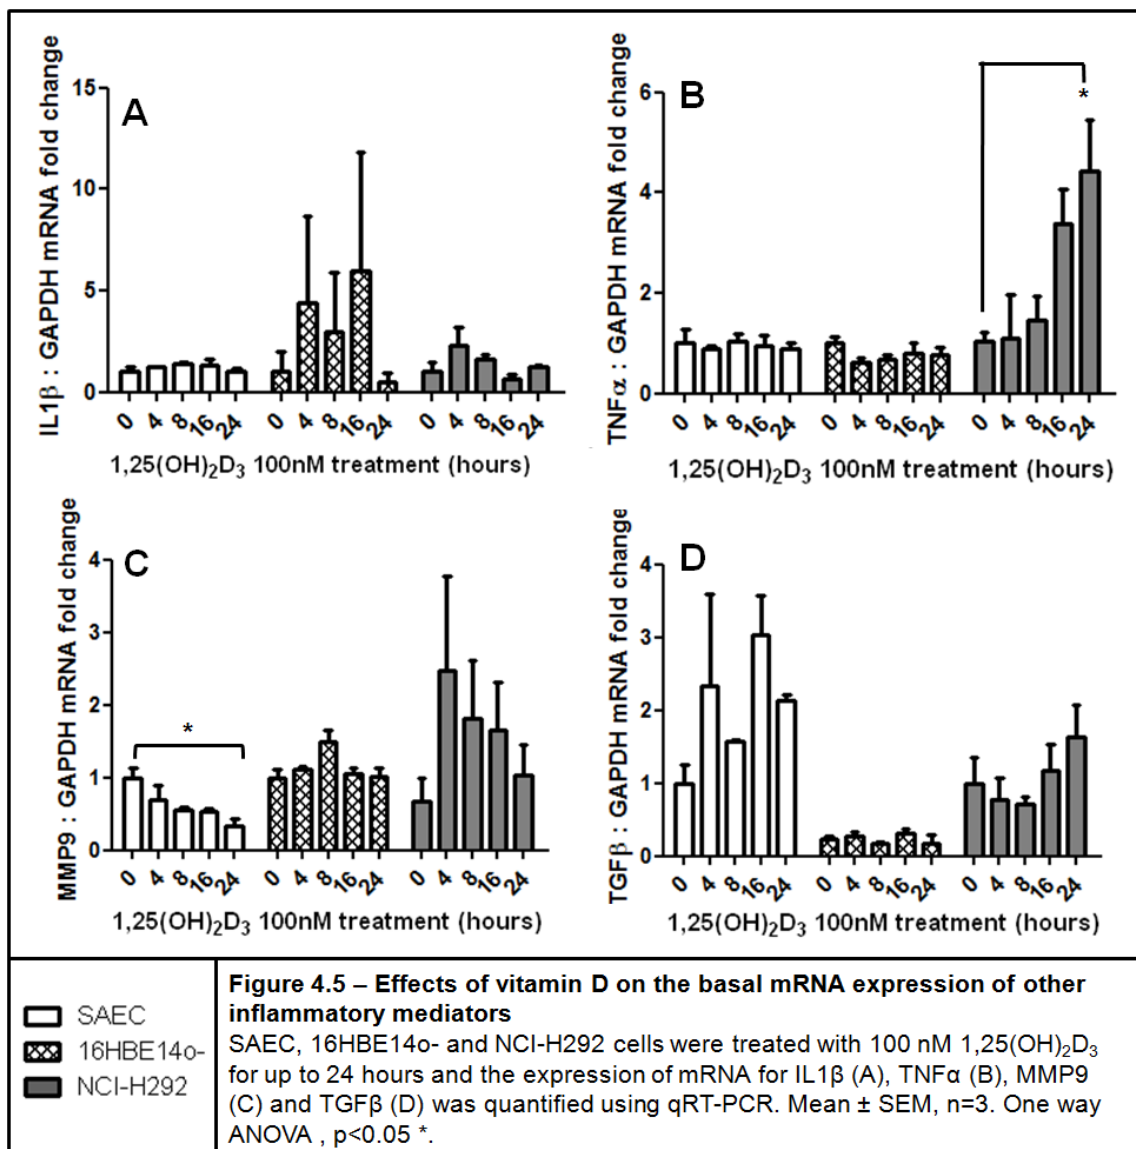 A
IL1β : GAPDH mRNA fold change
15
10
5
0
0 4 8 16 24 0 4 8 16 24 0 4 8 16 24
1,25(OH)₂D₃ 100nM treatment (hours)
B
TNFα : GAPDH mRNA fold change
6
4
2
0
*
0 4 8 16 24 0 4 8 16 24 0 4 8 16 24
1,25(OH)₂D₃ 100nM treatment (hours)
C
MMP9 : GAPDH mRNA fold change
4
3
2
1
0
*
0 4 8 16 24 0 4 8 16 24 0 4 8 16 24
1,25(OH)₂D₃ 100nM treatment (hours)
D
TGFβ : GAPDH mRNA fold change
4
3
2
1
0
0 4 8 16 24 0 4 8 16 24 0 4 8 16 24
1,25(OH)₂D₃ 100nM treatment (hours)
SAEC
16HBE14o-
NCI-H292
Figure 4.5 – Effects of vitamin D on the basal mRNA expression of other
inflammatory mediators
SAEC, 16HBE14o- and NCI-H292 cells were treated with 100 nM 1,25(OH)₂D₃
for up to 24 hours and the expression of mRNA for IL1β (A), TNFα (B), MMP9
(C) and TGFβ (D) was quantified using qRT-PCR. Mean ± SEM, n=3. One way
ANOVA , p<0.05 *.